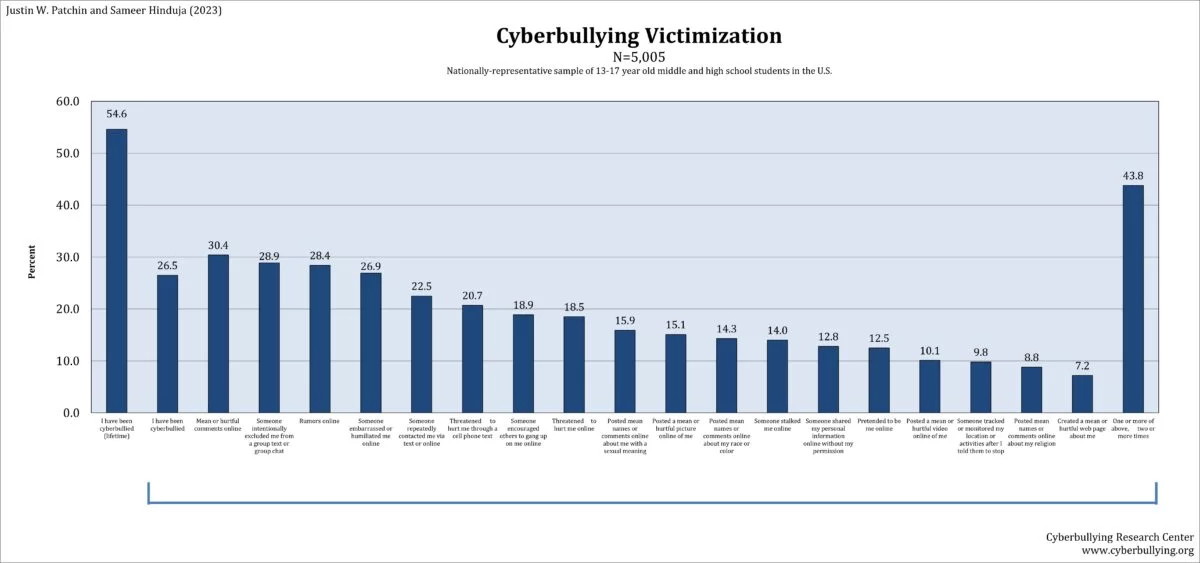 Justin W. Patchin and Sameer Hinduja (2023)
Cyberbullying Victimization
N=5,005
Nationally-representative sample of 13-17 year old middle and high school students in the U.S.
Percent
60.0
50.0
40.0
30.0
20.0
10.0
0.0
54.6
26.5
30.4
28.9
28.4
26.9
22.5
20.7
18.9
18.5
15.9
15.1
14.3
14.0
12.8
12.5
10.1
9.8
8.8
7.2
43.8
I have been
cyberbullied
(lifetime)
I have been
cyberbullied
Mean or hurtful
comments online
Someone
intentionally
excluded me from
a group text or
group chat
Rumors online
Someone
embarrassed or
humiliated me
online
Someone
repeatedly
contacted me via
text or online
Threatened to
hurt me through a
cell phone text
Someone
encouraged
others to gang up
on me online
Threatened to
hurt me online
Posted mean
names or
comments online
about me with a
sexual meaning
Posted a mean or
hurtful picture
online of me
Posted mean
names or
comments online
about my race or
color
Someone stalked
me online
Someone shared
my personal
information
online without my
permission
Pretended to be
me online
Posted a mean or
hurtful video
online of me
Someone tracked
or monitored my
location or
activities after I
told them to stop
Posted mean
names or
comments online
about my religion
Created a mean or
hurtful web page
about me
One or more of
above, two or
more times
Cyberbullying Research Center
www.cyberbullying.org